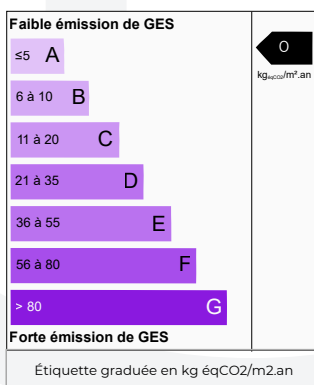 Faible émission de GES
≤5 A
0
kgéqCO2/m².an
6 à 10 B
11 à 20 C
21 à 35 D
36 à 55 E
56 à 80 F
> 80 G
Forte émission de GES
Étiquette graduée en kg éqCO2/m2.an